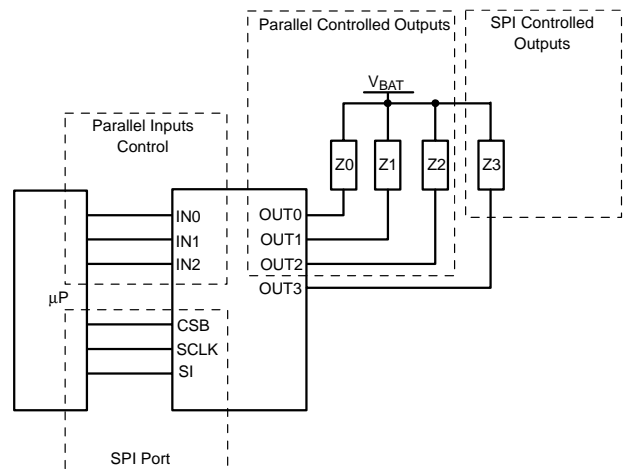 Parallel Controlled Outputs
SPI Controlled
Outputs
VBAT
Parallel Inputs
Control
Z0
Z1
Z2
Z3
IN0
IN1
IN2
OUT0
OUT1
OUT2
OUT3
µP
CSB
SCLK
SI
SPI Port